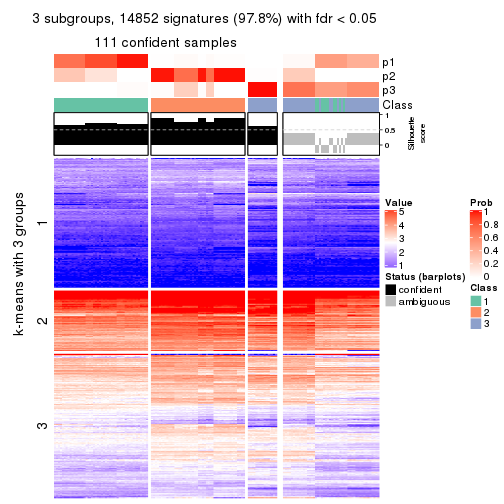 3 subgroups, 14852 signatures (97.8%) with fdr < 0.05
111 confident samples
p1
p2
p3
Class
1
0.5
0
Silhouette
score
k-means with 3 groups
1
2
3
Value
5
4
3
2
1
Status (barplots)
confident
ambiguous
Prob
1
0.8
0.6
0.4
0.2
0
Class
1
2
3